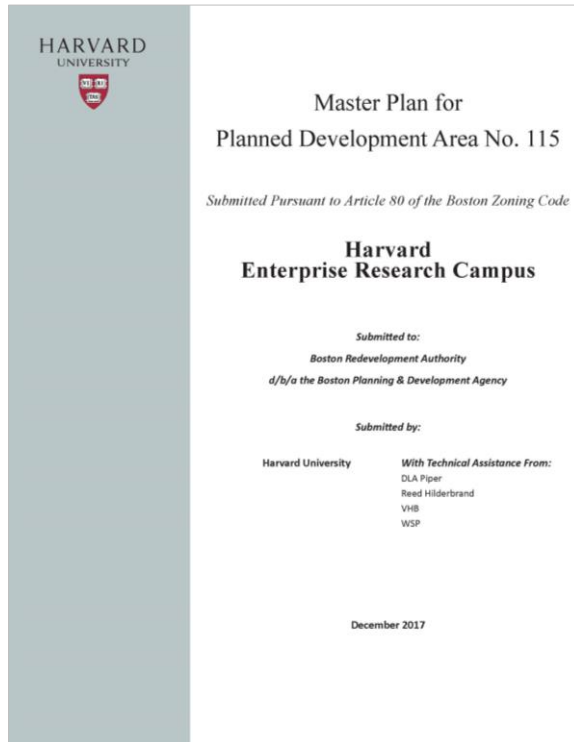 HARVARD
UNIVERSITY
VE RI
TAS
Master Plan for
Planned Development Area No. 115
Submitted Pursuant to Article 80 of the Boston Zoning Code
Harvard
Enterprise Research Campus
Submitted to:
Boston Redevelopment Authority
d/b/a the Boston Planning & Development Agency
Submitted by:
Harvard University
With Technical Assistance From:
DLA Piper
Reed Hilderbrand
VHB
WSP
December 2017